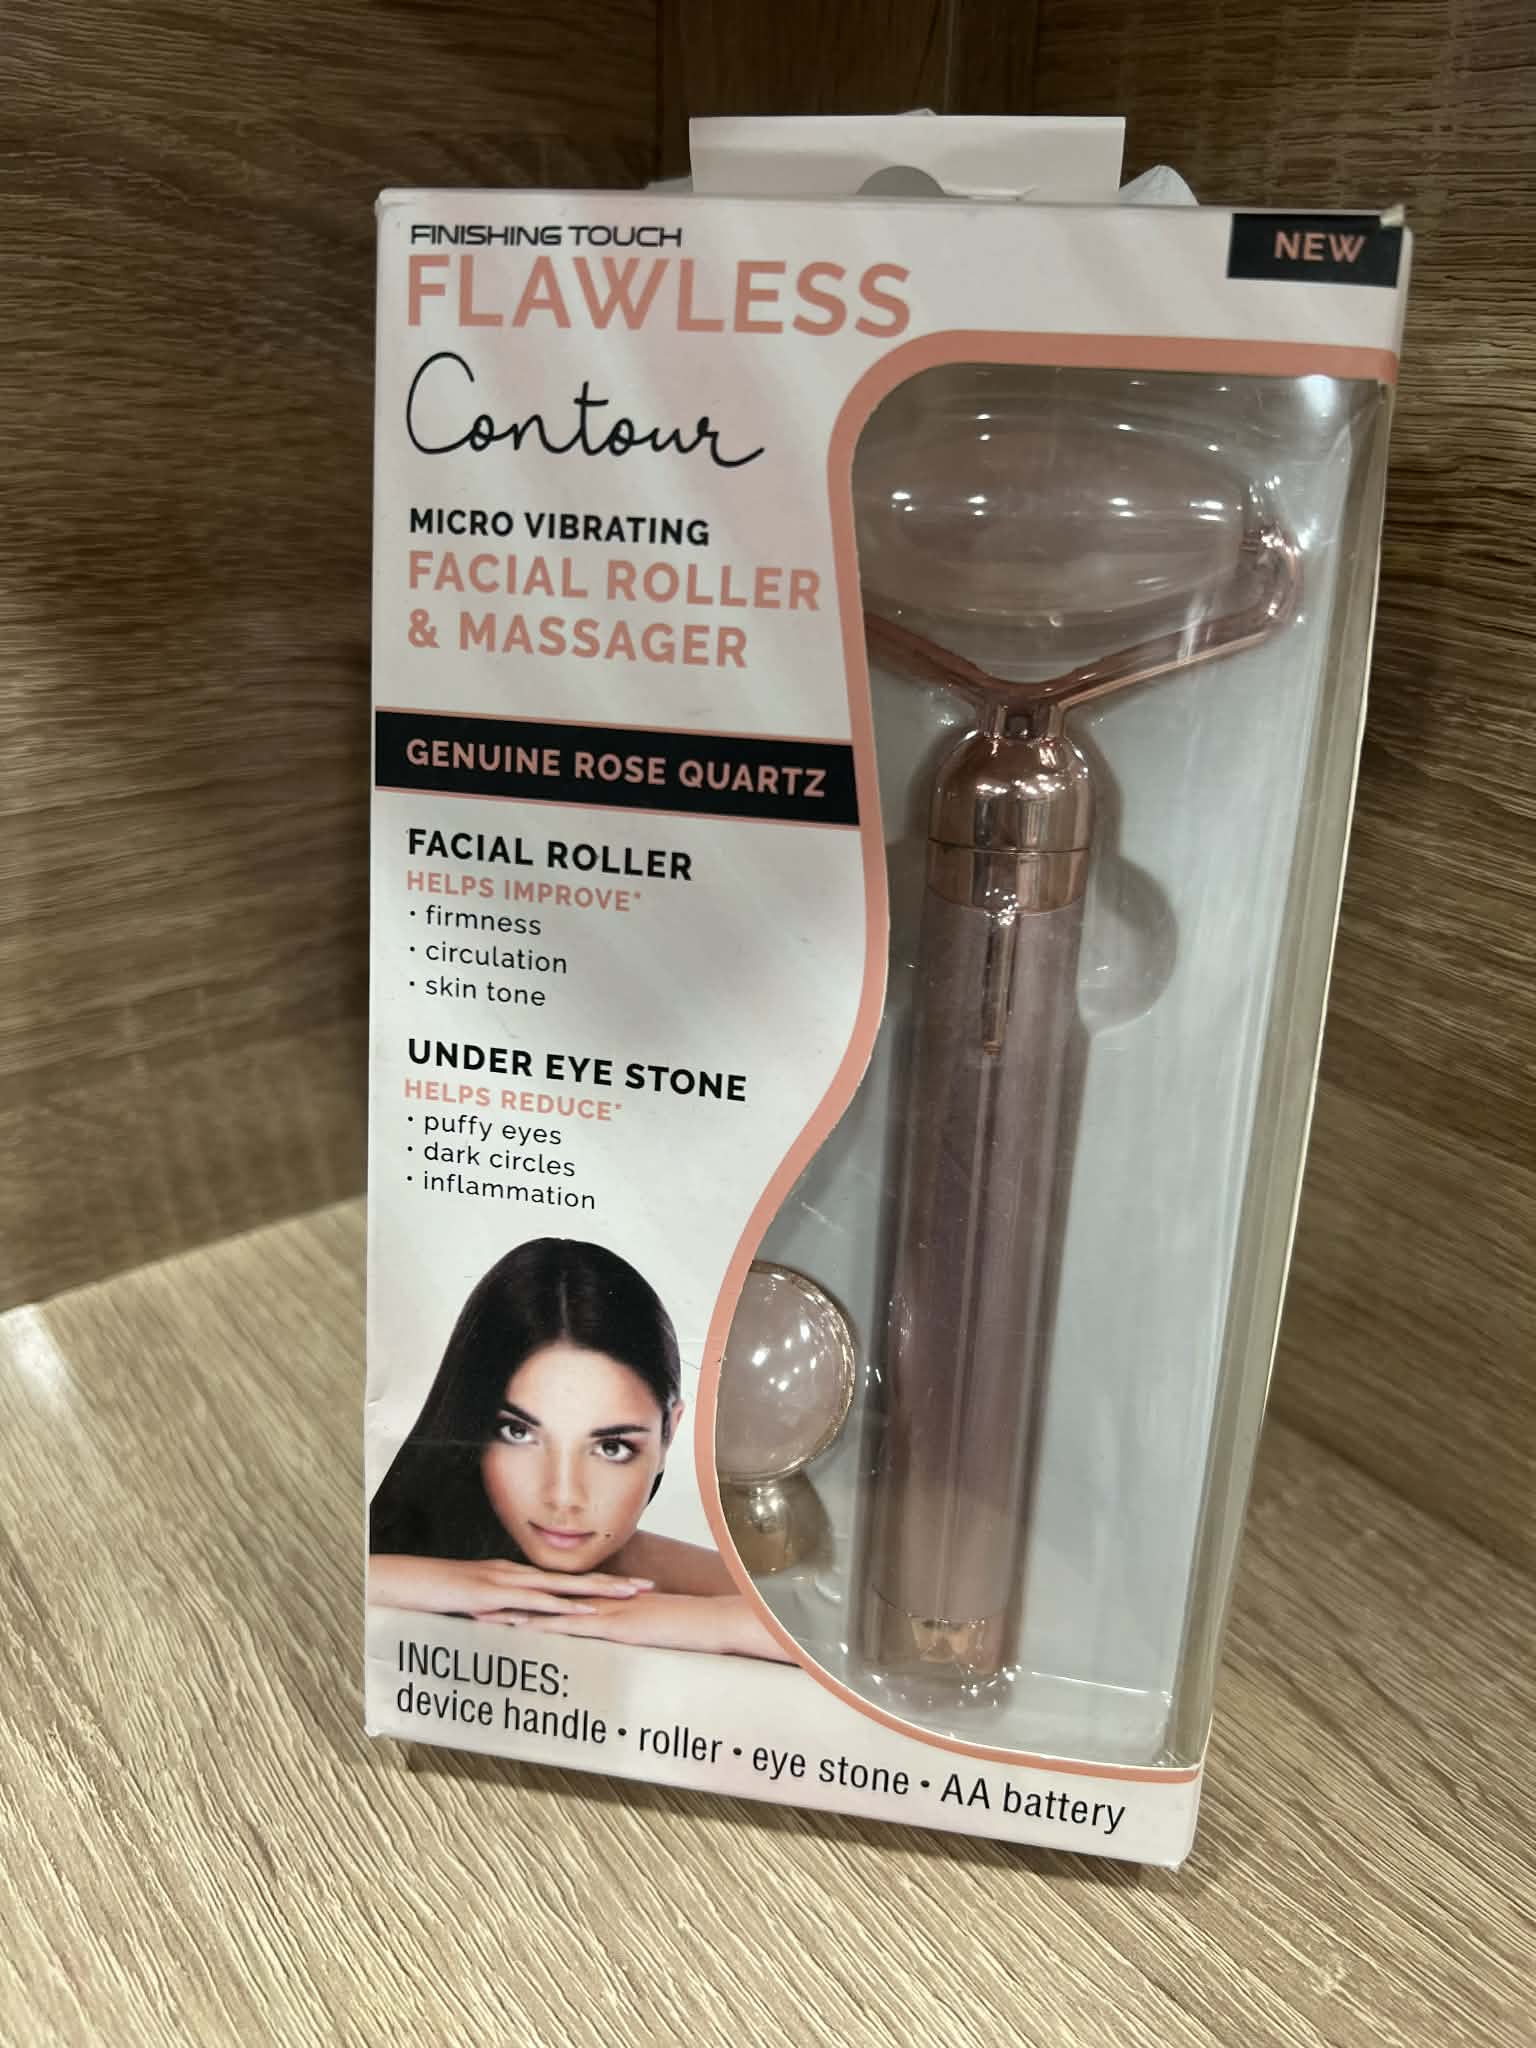 FINISHING TOUCH
FLAWLESS
NEW
Contour
MICRO VIBRATING
FACIAL ROLLER
& MASSAGER
GENUINE ROSE QUARTZ
FACIAL ROLLER
HELPS IMPROVE*
• firmness
• circulation
• skin tone
UNDER EYE STONE
HELPS REDUCE*
• puffy eyes
• dark circles
• inflammation
INCLUDES:
device handle • roller • eye stone • AA battery